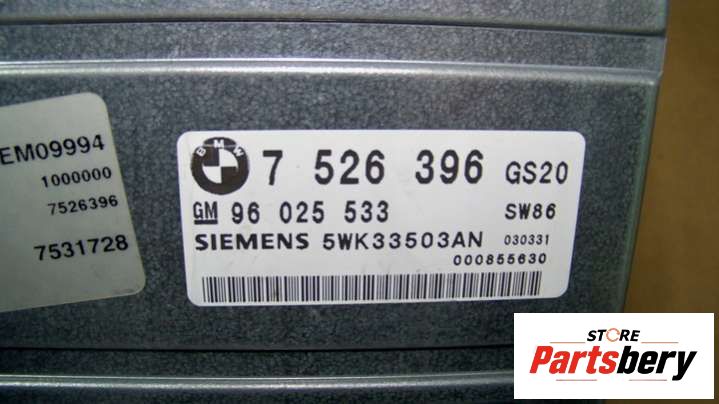 EM09994
1000000
7526396
7531728
BMW 7 526 396 GS20
GM 96 025 533 SW86
SIEMENS 5WK33503AN 030331
000855630
STORE
Partsbery